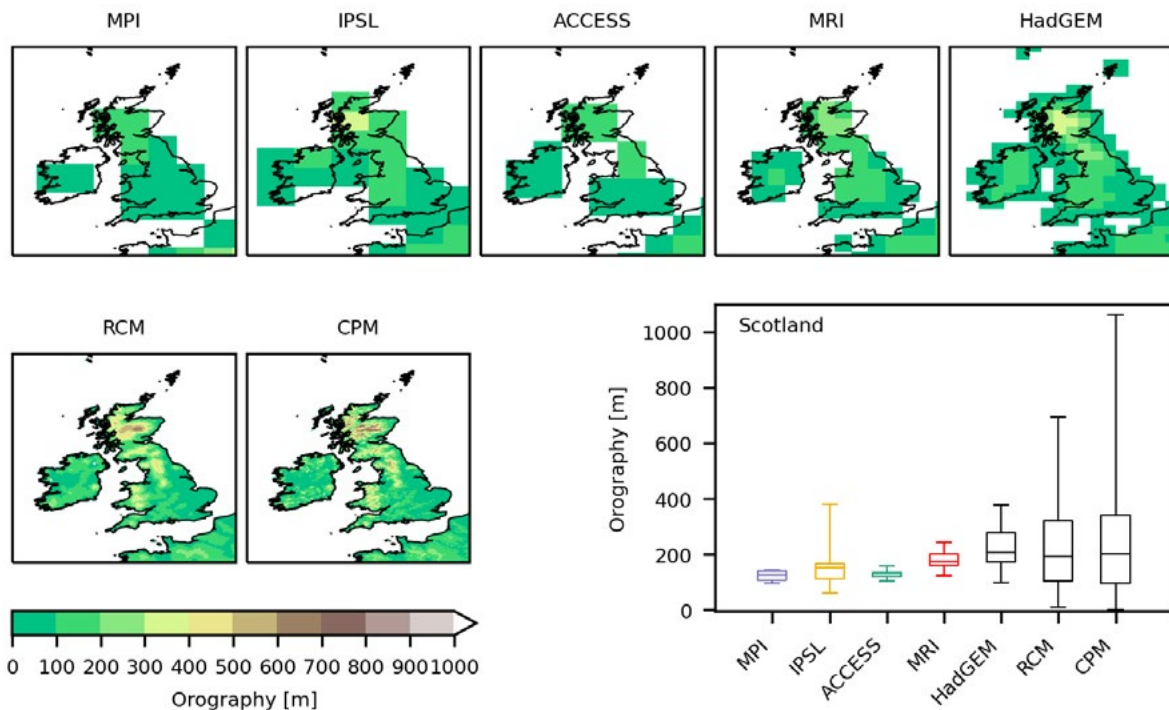 MPI IPSL ACCESS MRI HadGEM
RCM CPM
Scotland
1000
800
600
400
200
0
Orography [m]
MPI IPSL ACCESS MRI HadGEM RCM CPM
0 100 200 300 400 500 600 700 800 900 1000
Orography [m]